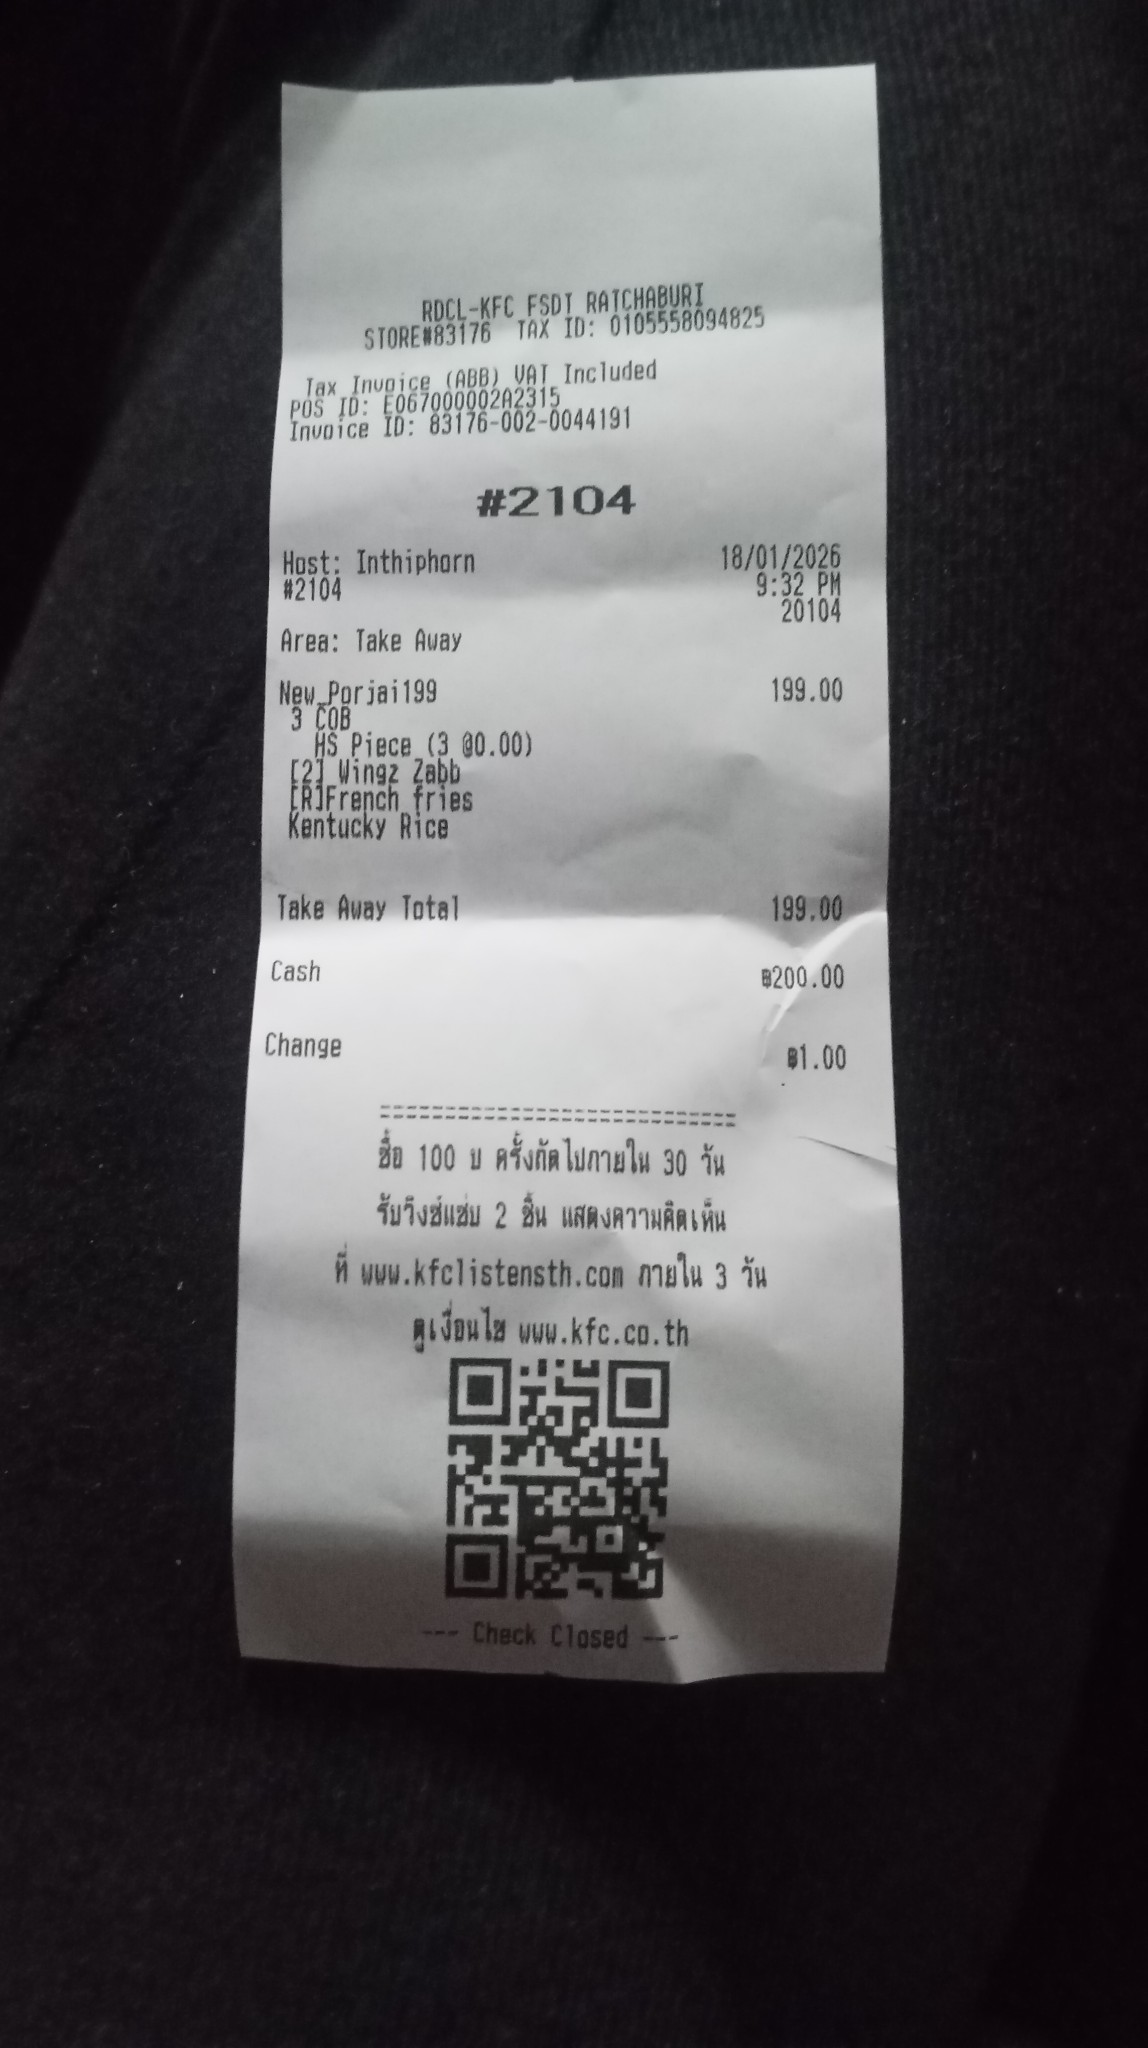 RDCL-KFC FSDT RATCHABURI
STORE#83176 TAX ID: 0105558094825
Tax Invoice (ABB) VAT Included
POS ID: E067000002A2315
Invoice ID: 83176-002-0044191
#2104
Host: Inthiphorn 18/01/2026
#2104 9:32 PM
20104
Area: Take Away
New_Porjai199 199.00
3 COB
HS Piece (3 @0.00)
[2] Wingz Zabb
[R]French fries
Kentucky Rice
Take Away Total 199.00
Cash ฿200.00
Change ฿1.00
==============================
ซื้อ 100 บ ครั้งถัดไปภายใน 30 วัน
รับวิงซ์แซ่บ 2 ชิ้น แสดงความคิดเห็น
ที่ www.kfclistensth.com ภายใน 3 วัน
ดูเงื่อนไข www.kfc.co.th
--- Check Closed ---